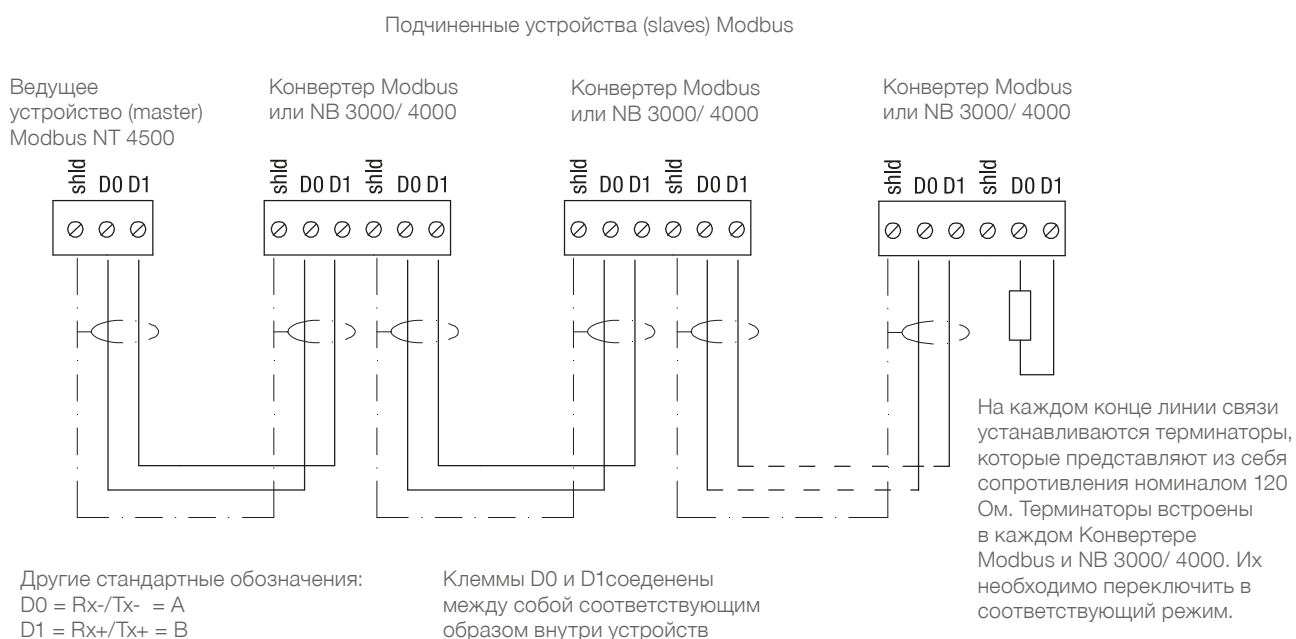 Подчиненные устройства (slaves) Modbus
Ведущее
устройство (master)
Modbus NT 4500
Конвертер Modbus
или NB 3000/ 4000
Конвертер Modbus
или NB 3000/ 4000
Конвертер Modbus
или NB 3000/ 4000
shld D0 D1
shld D0 D1 shld D0 D1
shld D0 D1 shld D0 D1
shld D0 D1 shld D0 D1
На каждом конце линии связи
устанавливаются терминаторы,
которые представляют из себя
сопротивления номиналом 120
Ом. Терминаторы встроены
в каждом Конвертере
Modbus и NB 3000/ 4000. Их
необходимо переключить в
соответствующий режим.
Другие стандартные обозначения:
D0 = Rx-/Tx- = A
D1 = Rx+/Tx+ = B
Клеммы D0 и D1соеденены
между собой соответствующим
образом внутри устройств